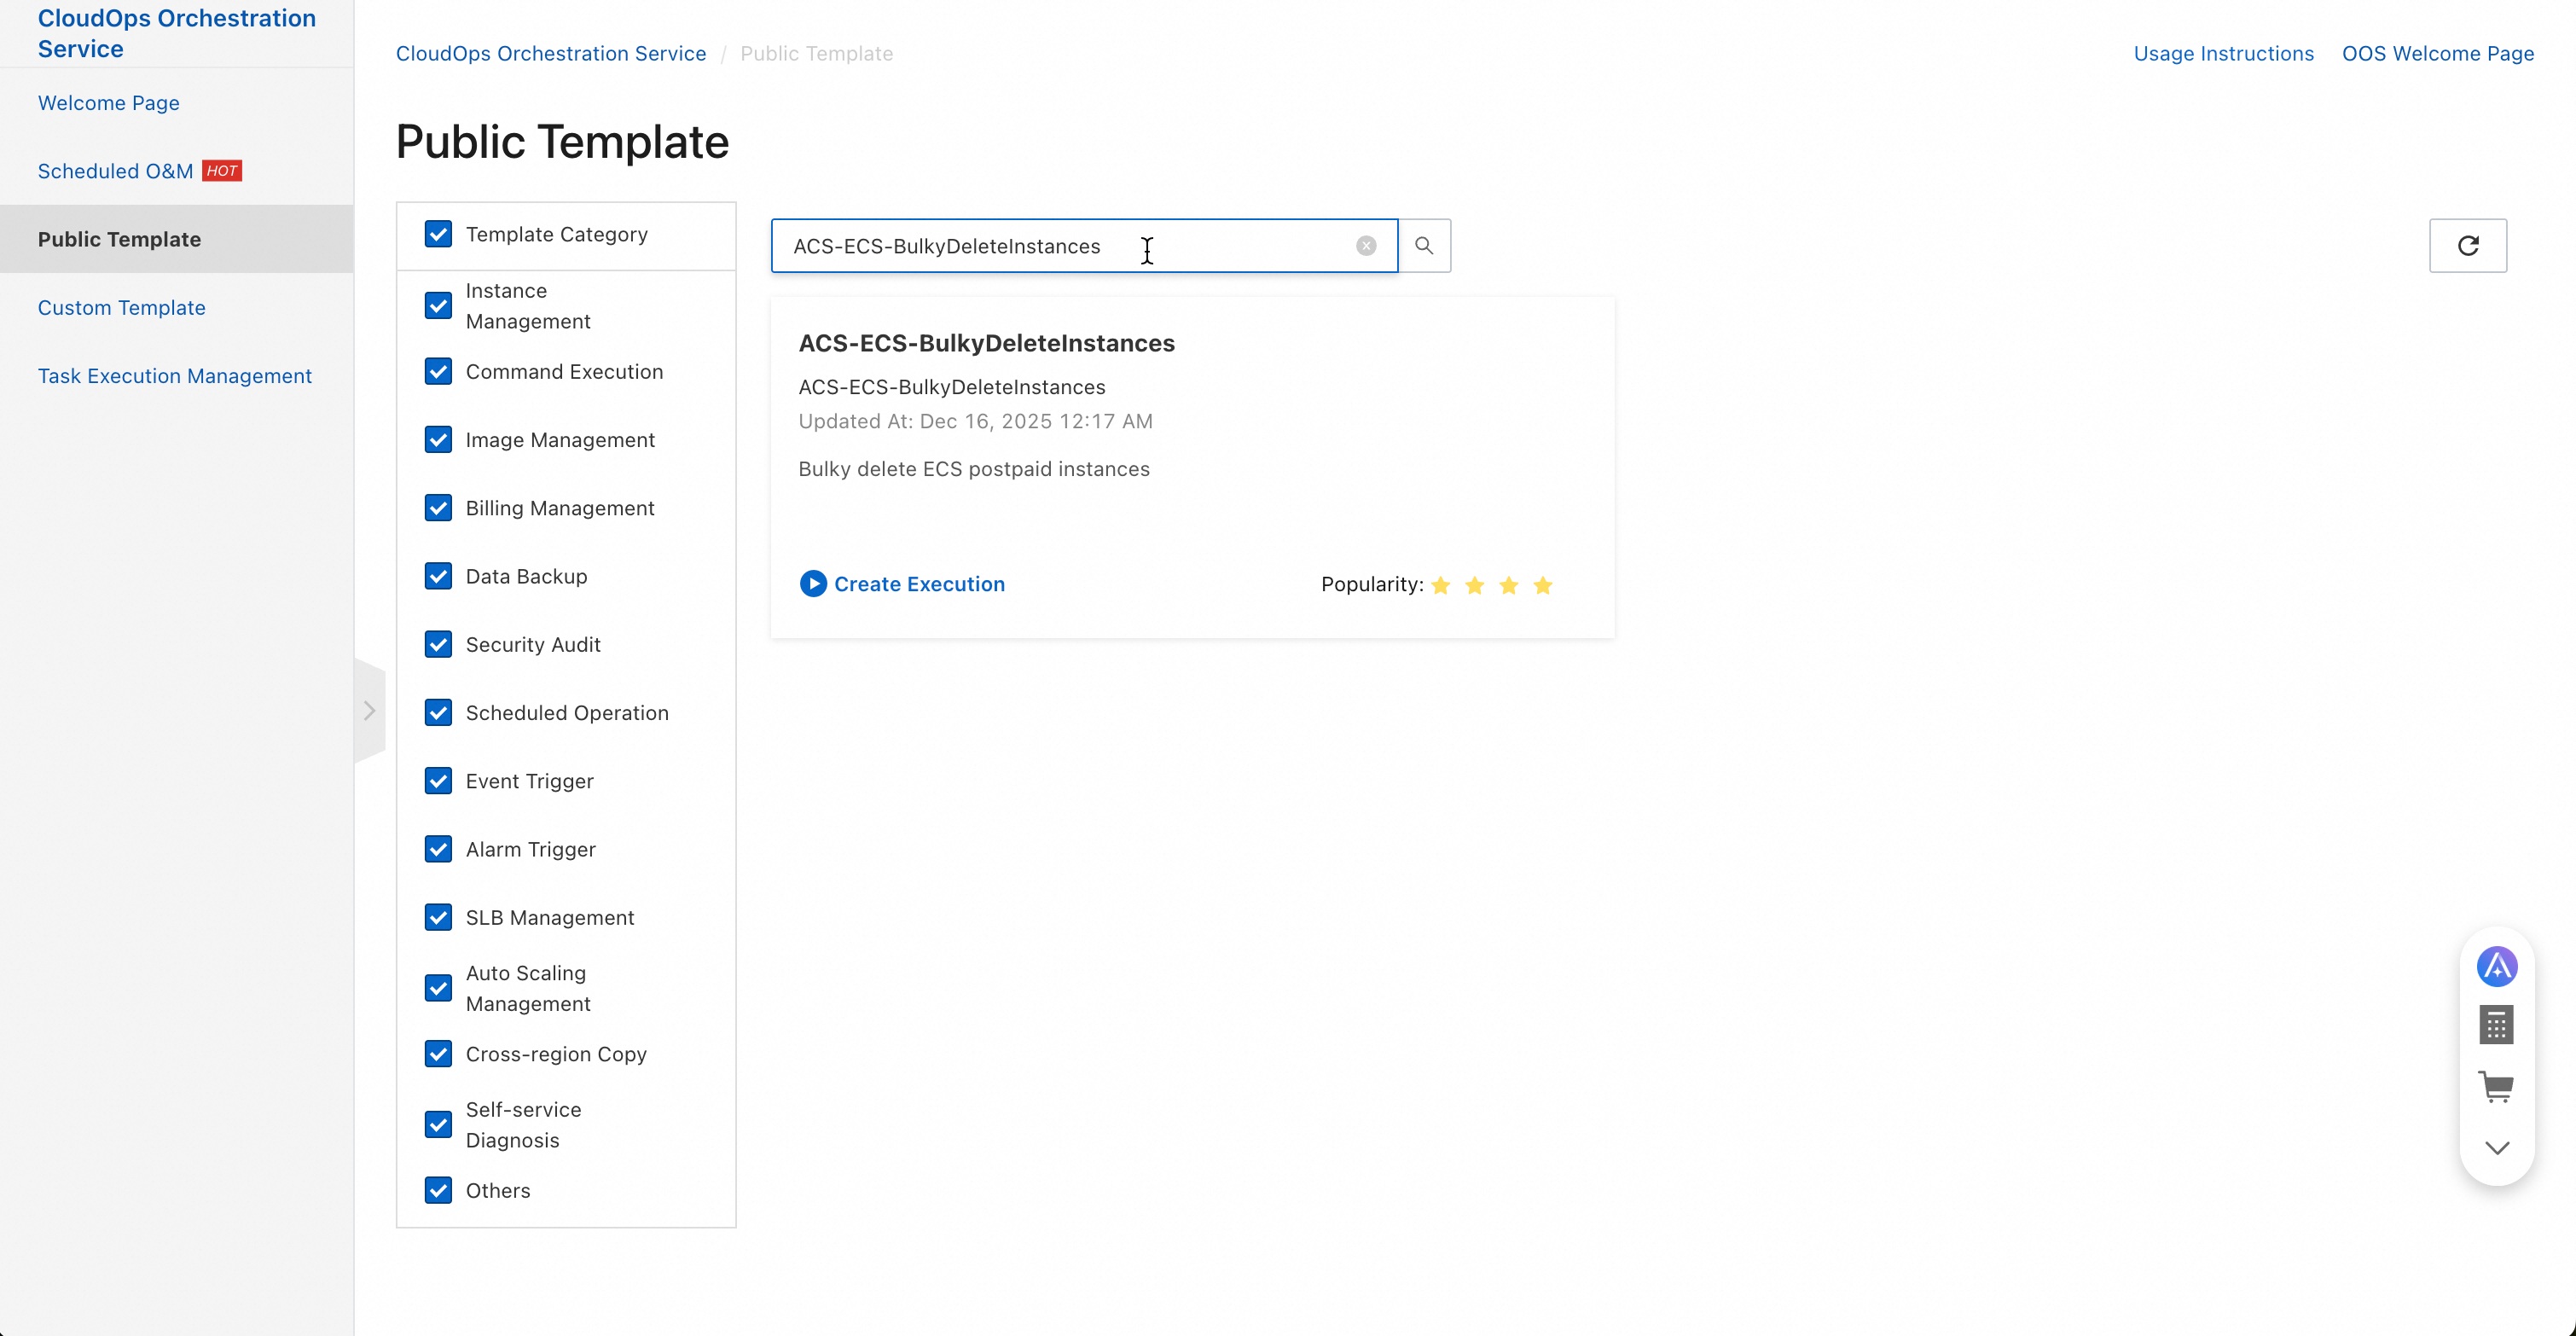 CloudOps Orchestration
Service
Welcome Page
Scheduled O&M HOT
Public Template
Custom Template
Task Execution Management
CloudOps Orchestration Service / Public Template
Usage Instructions
OOS Welcome Page
Public Template
Template Category
Instance
Management
Command Execution
Image Management
Billing Management
Data Backup
Security Audit
Scheduled Operation
Event Trigger
Alarm Trigger
SLB Management
Auto Scaling
Management
Cross-region Copy
Self-service
Diagnosis
Others
ACS-ECS-BulkyDeleteInstances
ACS-ECS-BulkyDeleteInstances
ACS-ECS-BulkyDeleteInstances
Updated At: Dec 16, 2025 12:17 AM
Bulky delete ECS postpaid instances
Create Execution
Popularity: